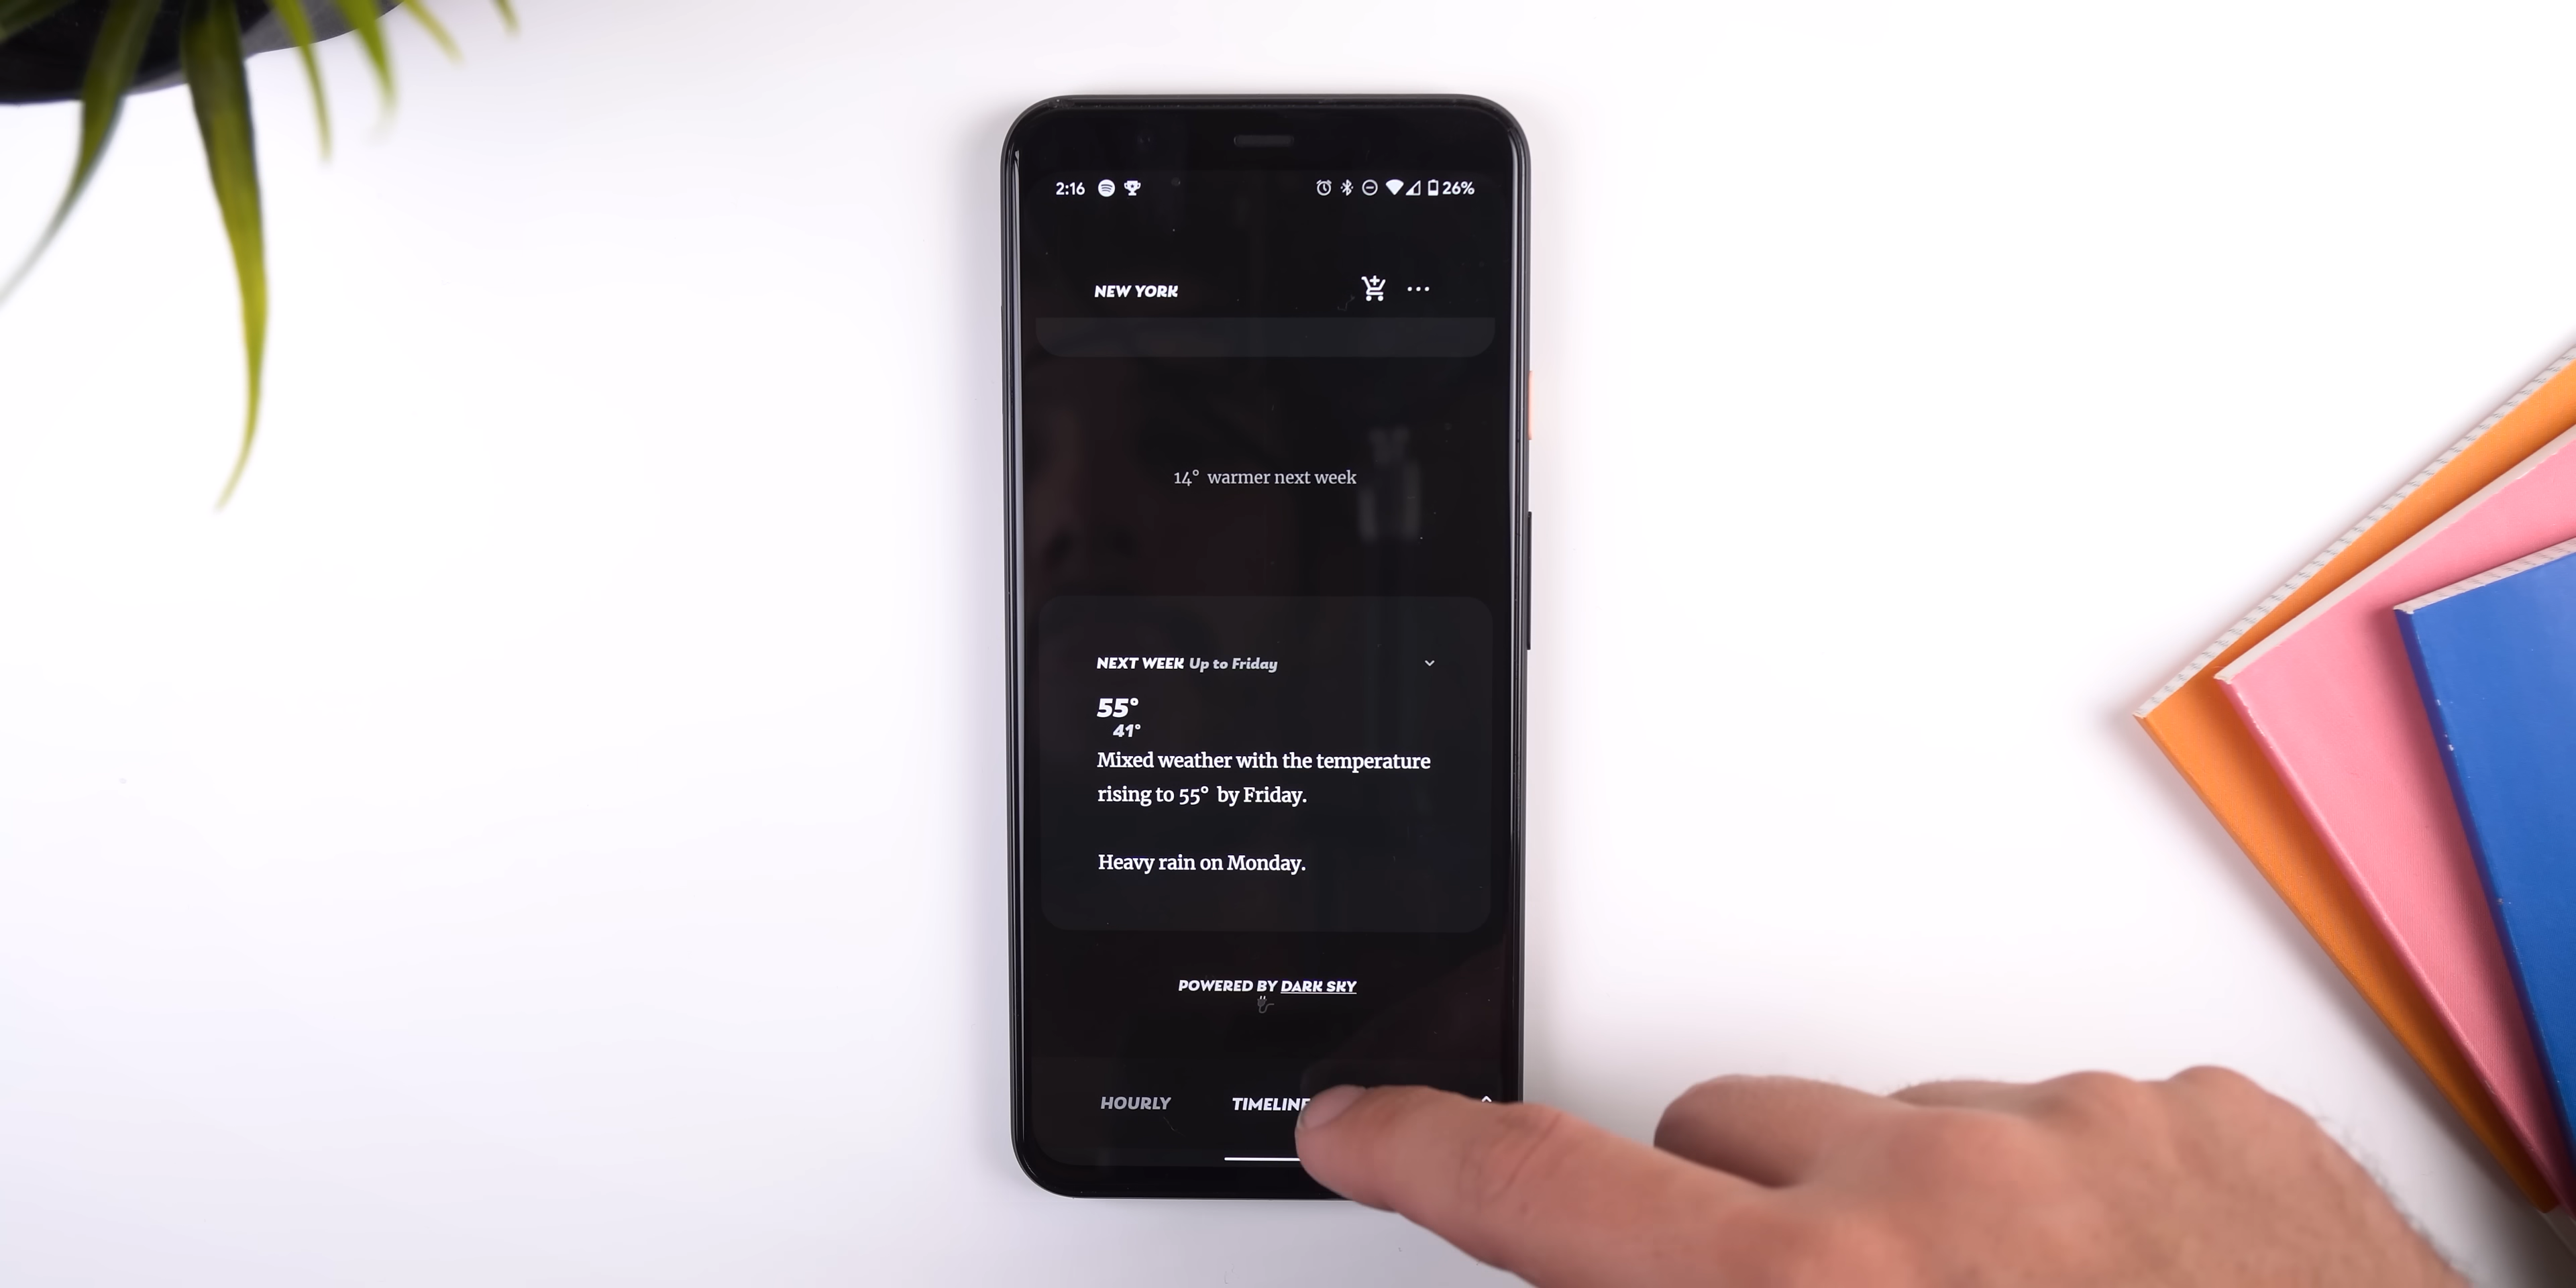 2:16 26%
NEW YORK
14° warmer next week
NEXT WEEK Up to Friday
55°
41°
Mixed weather with the temperature
rising to 55° by Friday.
Heavy rain on Monday.
POWERED BY DARK SKY
HOURLY TIMELINE